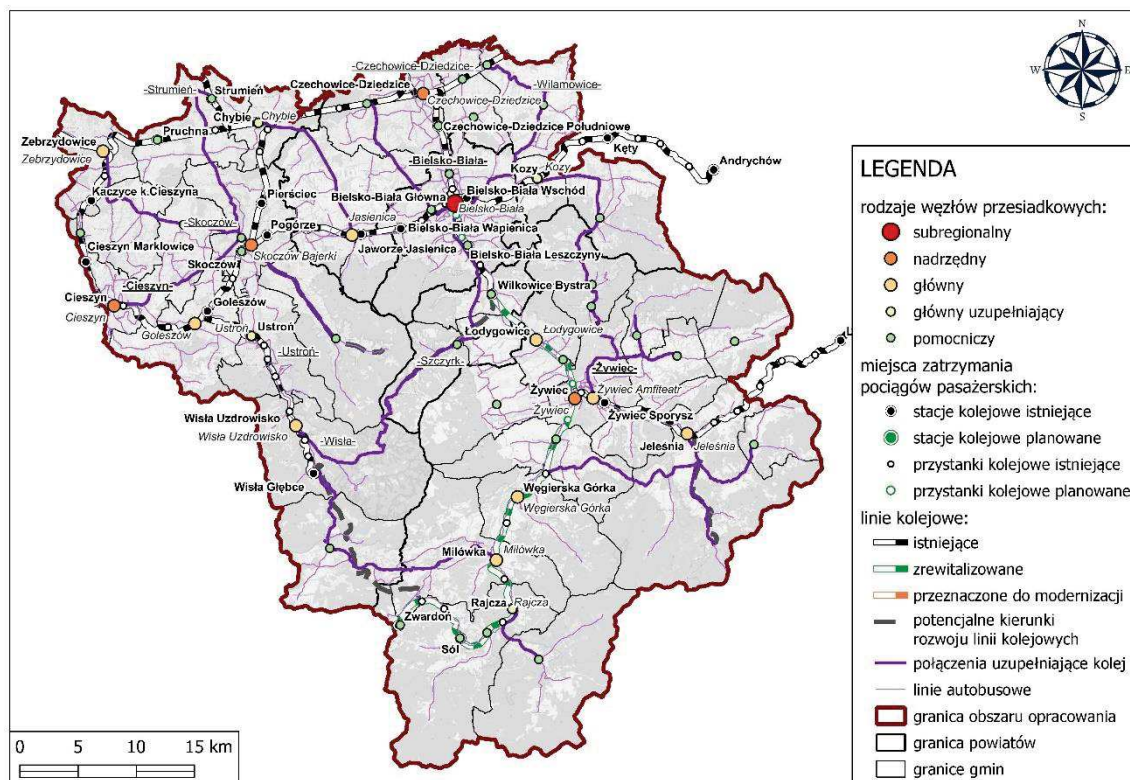 N
W E
S
-Czechowice-Dziedzice-
-Strumień-
Strumień
Czechowice-Dziedzice
Czechowice-Dziedzice
-Wilamowice-
Chybie
Chybie
Pruchna
Zebrzydowice
Zebrzydowice
Czechowice-Dziedzice Południowe
Kęty
Andrychów
-Bielsko-Biała-
Kozy
Kozy
Kaczyce k.Cieszyna
Pierściec
Bielsko-Biała Główna
Bielsko-Biała Wschód
Bielsko-Biała
-Skoczów-
Pogórze
Jasienica
Bielsko-Biała Wapienica
Cieszyn Marklowice
Skoczów
Skoczów Bajerki
Jaworze Jasienica
Bielsko-Biała Leszczyny
-Cieszyn-
Cieszyn
Cieszyn
Goleszów
Goleszów
Wilkowice Bystra
Ustroń
Ustroń
-Ustroń-
Łodygowice
Łodygowice
-Szczyrk-
-Żywiec-
Żywiec
Żywiec Amfiteatr
Żywiec
Żywiec Sporysz
Wisła Uzdrowisko
Wisła Uzdrowisko
-Wisła-
Jeleśnia
Jeleśnia
Wisła Głębce
Węgierska Górka
Węgierska Górka
Milówka
Milówka
Rajcza
Rajcza
Zwardoń
Sól
0 5 10 15 km
LEGENDA
rodzaje węzłów przesiadkowych:
subregionalny
nadrzędny
główny
główny uzupełniający
pomocniczy
miejsca zatrzymania
pociągów pasażerskich:
stacje kolejowe istniejące
stacje kolejowe planowane
przystanki kolejowe istniejące
przystanki kolejowe planowane
linie kolejowe:
istniejące
zrewitalizowane
przeznaczone do modernizacji
potencjalne kierunki
rozwoju linii kolejowych
połączenia uzupełniające kolej
linie autobusowe
granica obszaru opracowania
granica powiatów
granice gmin